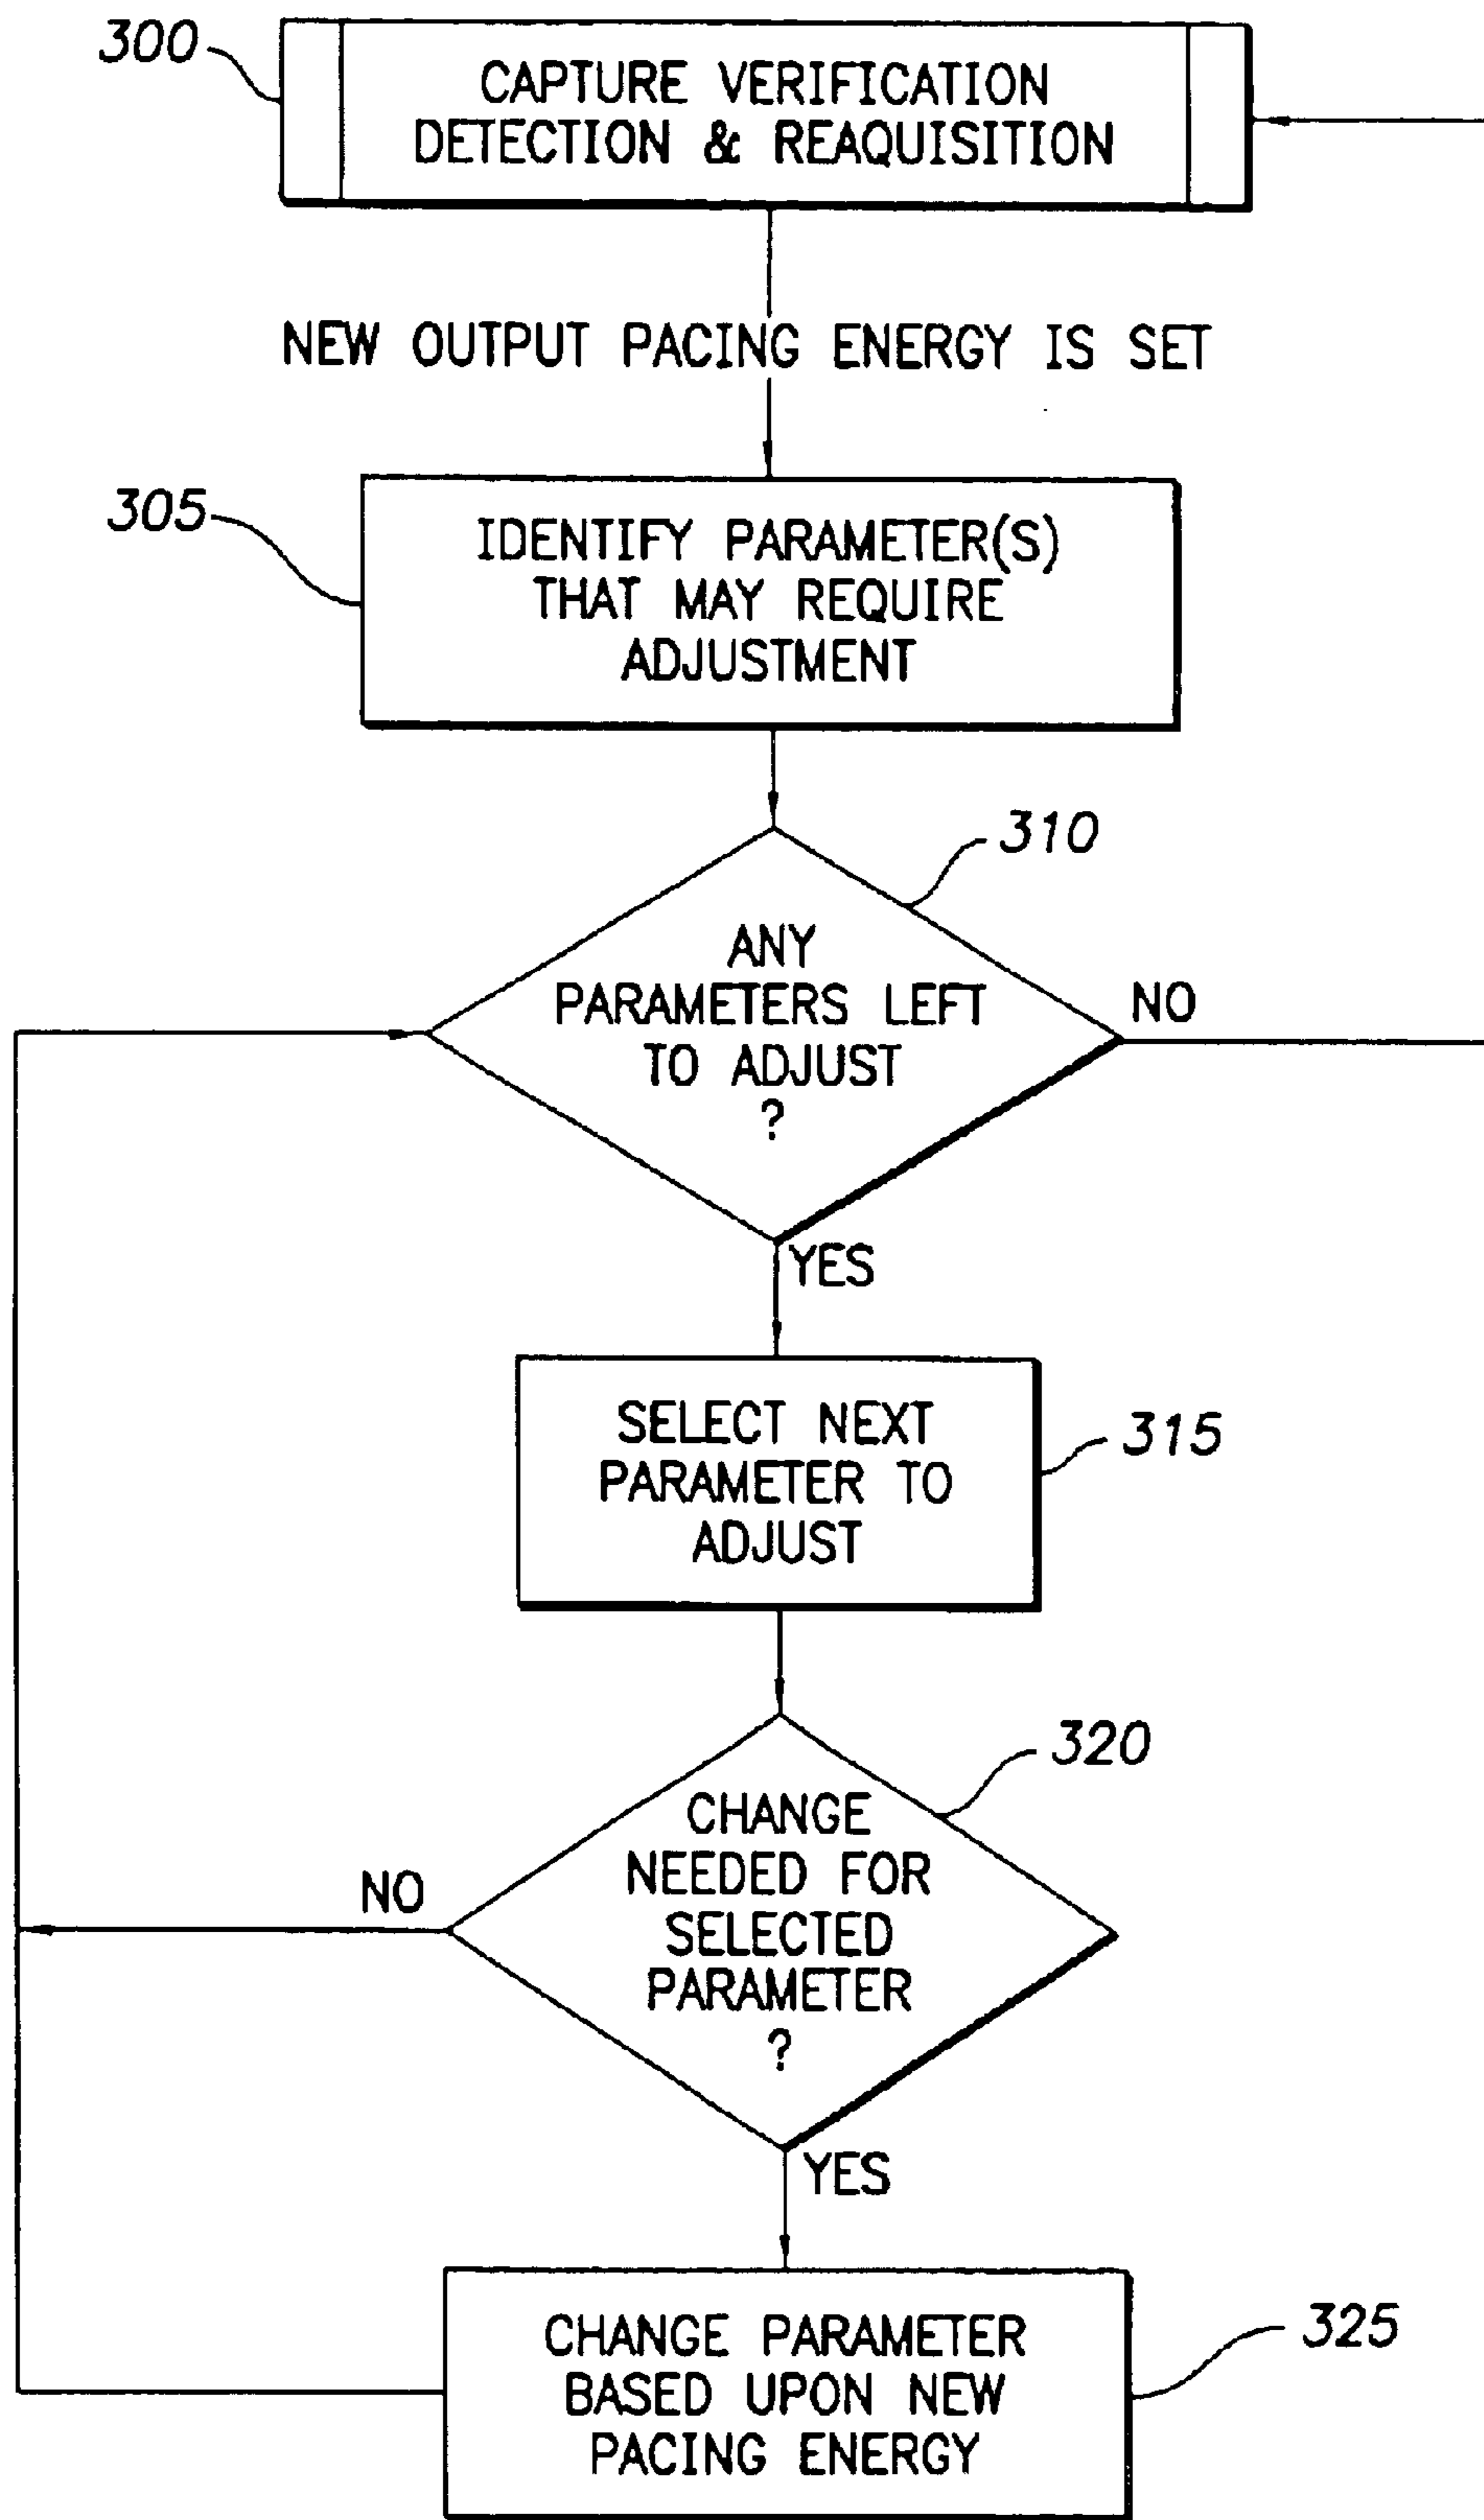 300
CAPTURE VERIFICATION
DETECTION & REAQUISITION
NEW OUTPUT PACING ENERGY IS SET
305
IDENTIFY PARAMETER(S)
THAT MAY REQUIRE
ADJUSTMENT
310
ANY
PARAMETERS LEFT
TO ADJUST
?
NO
YES
SELECT NEXT
PARAMETER TO
ADJUST
315
320
CHANGE
NEEDED FOR
SELECTED
PARAMETER
?
NO
YES
CHANGE PARAMETER
BASED UPON NEW
PACING ENERGY
325